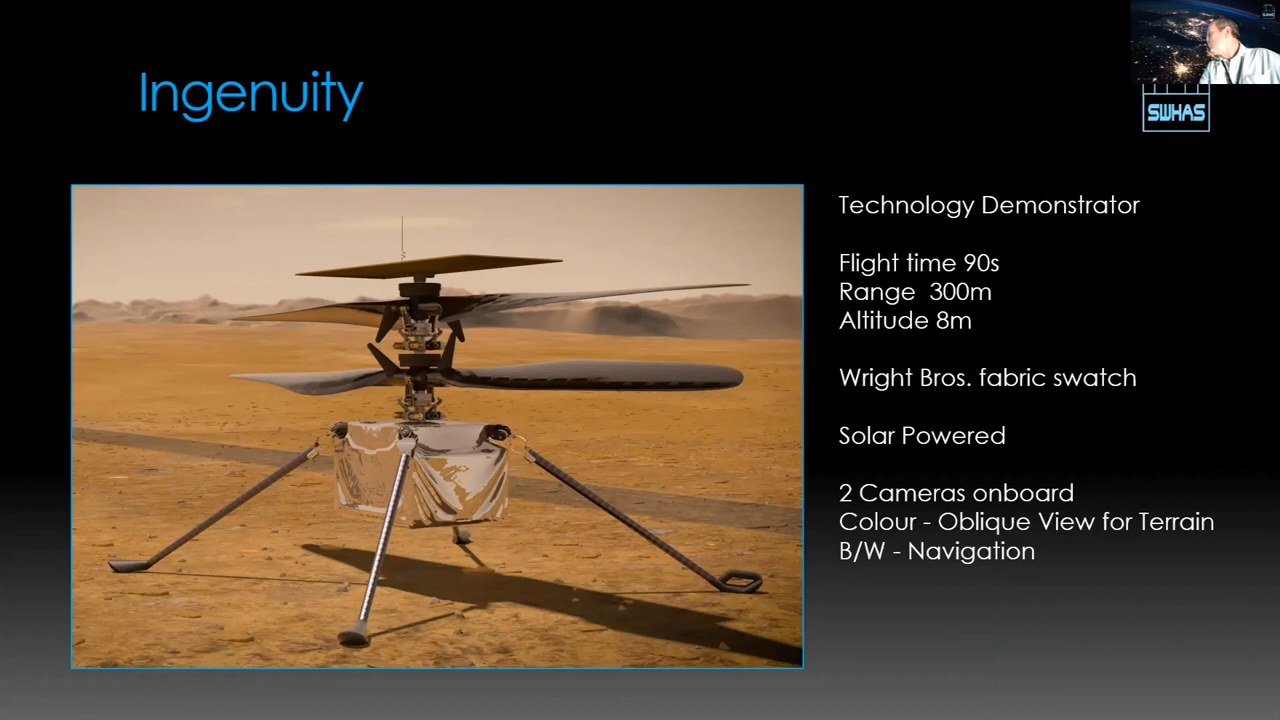 Ingenuity
SWHAS
Technology Demonstrator
Flight time 90s
Range  300m
Altitude 8m
Wright Bros. fabric swatch
Solar Powered
2 Cameras onboard
Colour - Oblique View for Terrain
B/W - Navigation